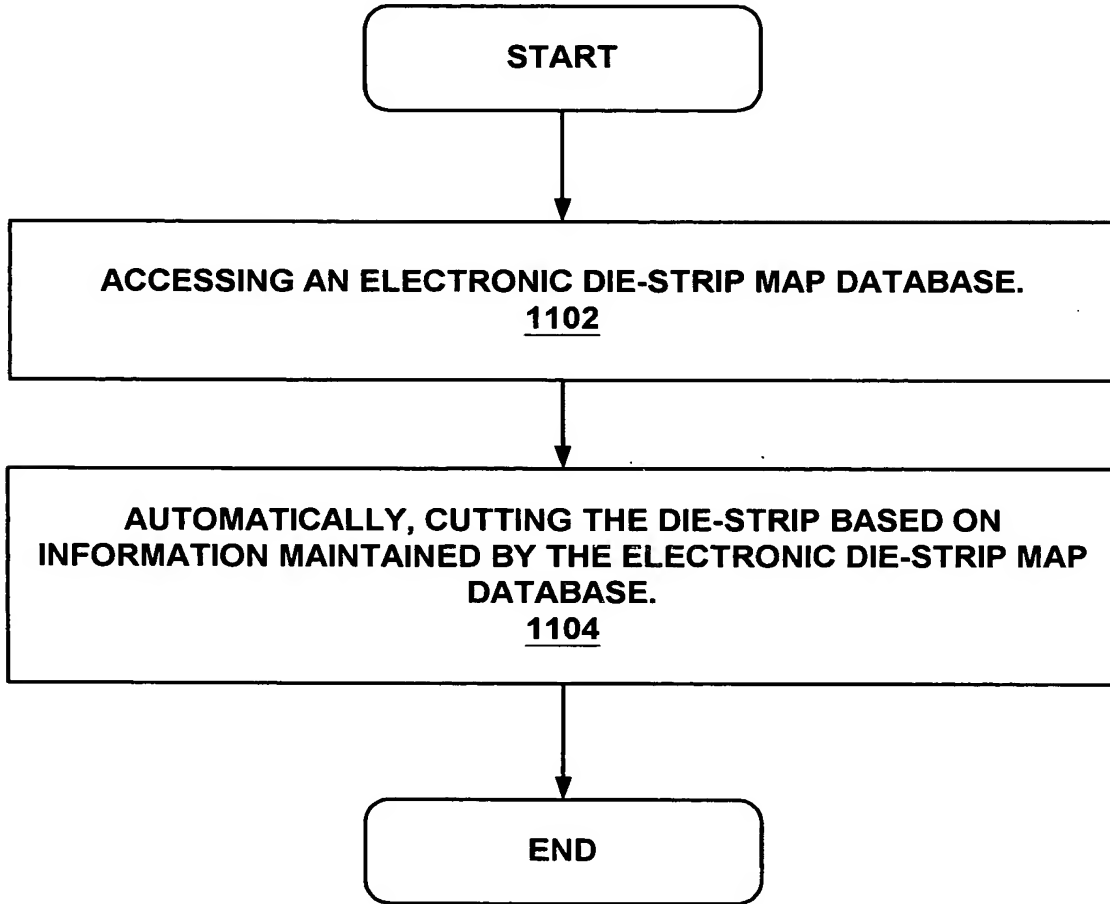 START
ACCESSING AN ELECTRONIC DIE-STRIP MAP DATABASE.
1102
AUTOMATICALLY, CUTTING THE DIE-STRIP BASED ON
INFORMATION MAINTAINED BY THE ELECTRONIC DIE-STRIP MAP
DATABASE.
1104
END